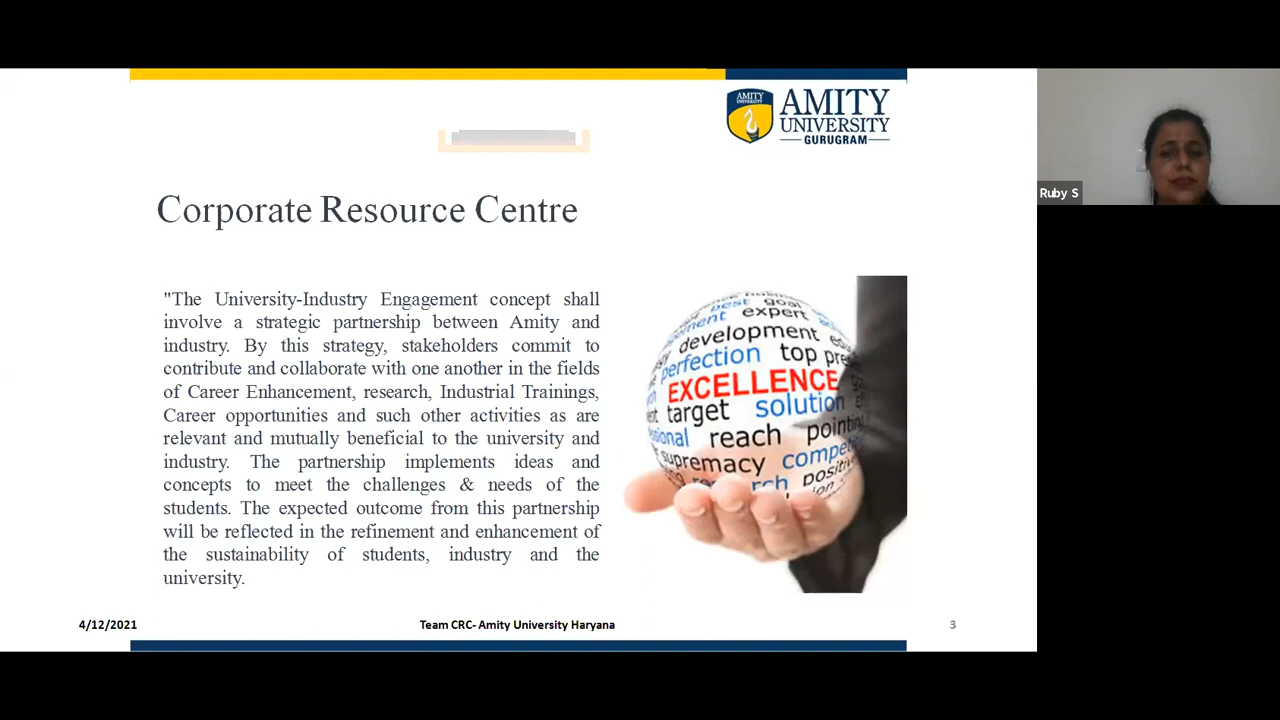 AMITY
UNIVERSITY
AMITY
UNIVERSITY
GURUGRAM
Ruby S
Corporate Resource Centre
"The University-Industry Engagement concept shall
involve a strategic partnership between Amity and
industry. By this strategy, stakeholders commit to
contribute and collaborate with one another in the fields
of Career Enhancement, research, Industrial Trainings,
Career opportunities and such other activities as are
relevant and mutually beneficial to the university and
industry. The partnership implements ideas and
concepts to meet the challenges & needs of the
students. The expected outcome from this partnership
will be reflected in the refinement and enhancement of
the sustainability of students, industry and the
university.
best goal
expert
development
perfection top
EXCELLENCE
target solution
reach pointing
supremacy
positive
4/12/2021
Team CRC- Amity University Haryana
3